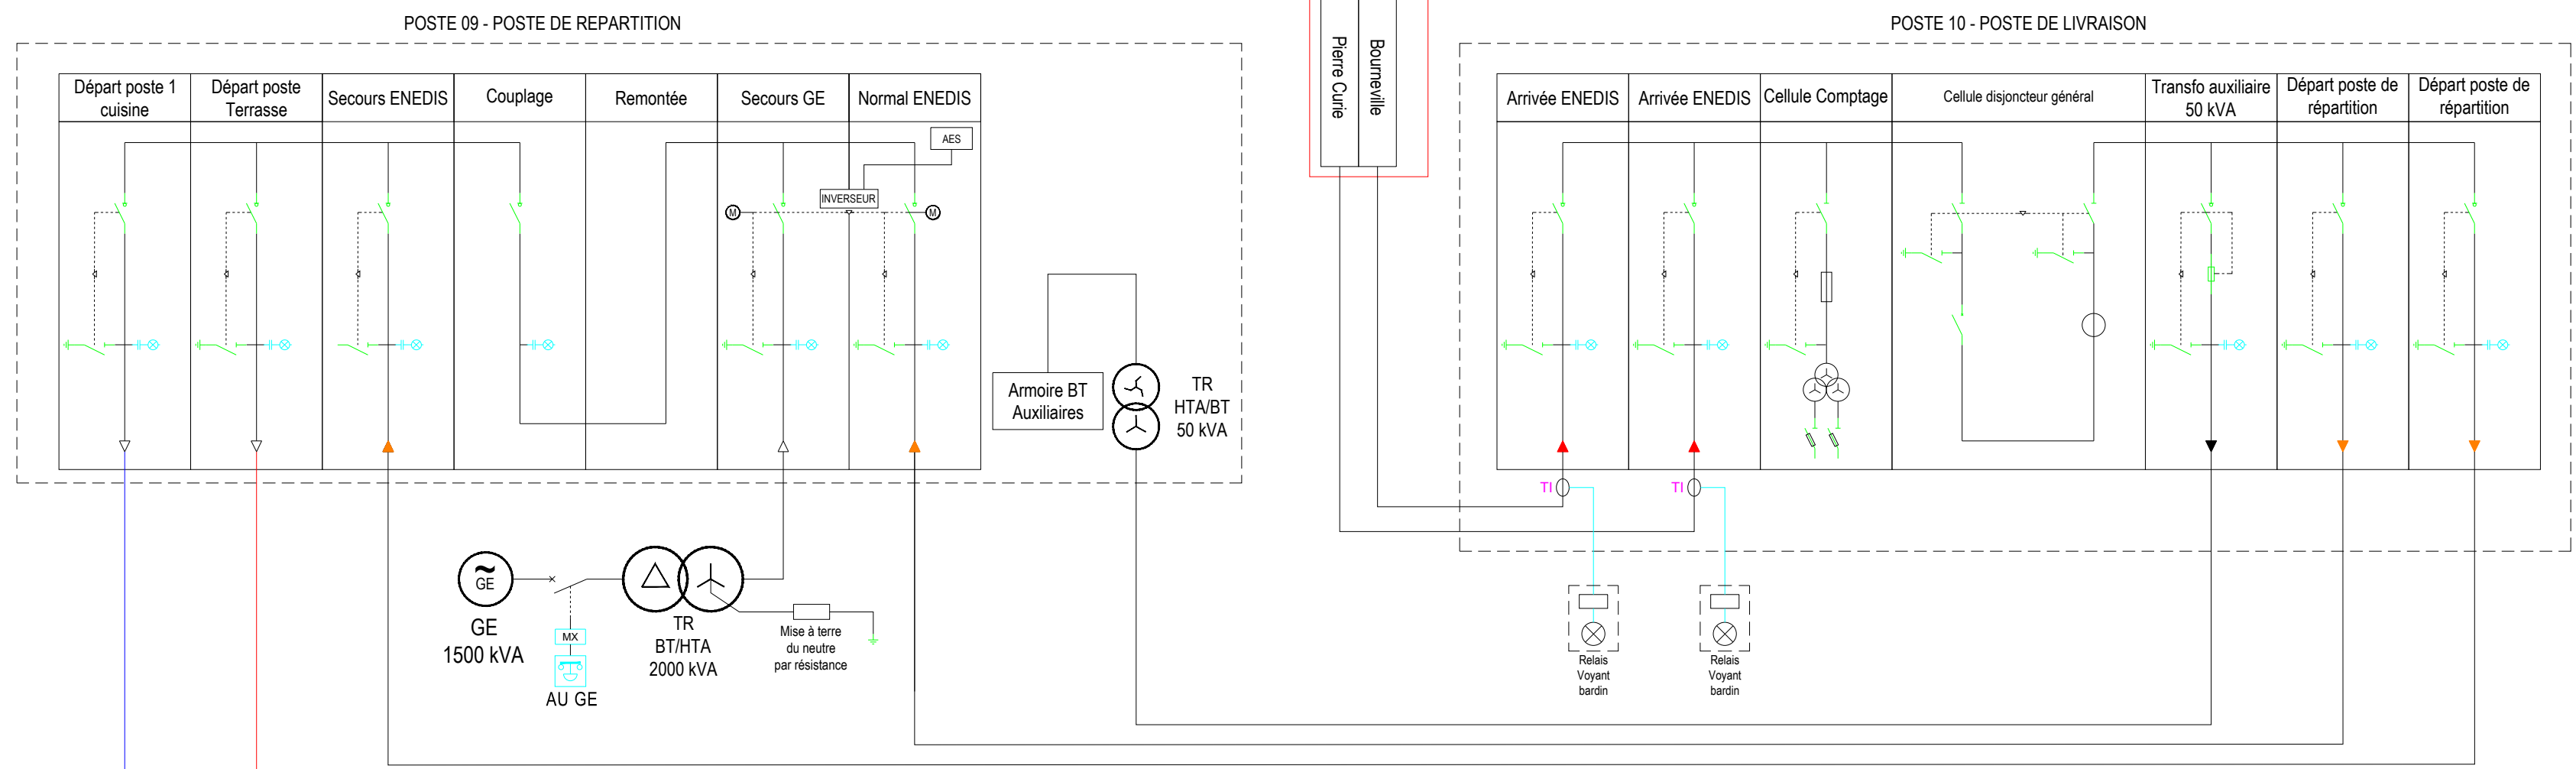 POSTE 09 - POSTE DE REPARTITION
Départ poste 1
cuisine
Départ poste
Terrasse
Secours ENEDIS
Couplage
Remontée
Secours GE
Normal ENEDIS
AES
INVERSEUR
M
M
Armoire BT
Auxiliaires
TR
HTA/BT
50 kVA
GE
GE
1500 kVA
MX
AU GE
TR
BT/HTA
2000 kVA
Mise à terre
du neutre
par résistance
Pierre Curie
Bourneville
POSTE 10 - POSTE DE LIVRAISON
Arrivée ENEDIS
Arrivée ENEDIS
Cellule Comptage
Cellule disjoncteur général
Transfo auxiliaire
50 kVA
Départ poste de
répartition
Départ poste de
répartition
TI
TI
Relais
Voyant
bardin
Relais
Voyant
bardin